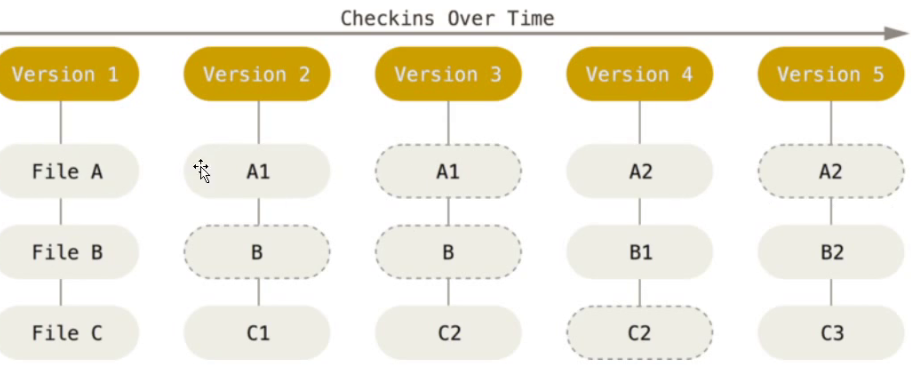 Checkins Over Time
Version 1 Version 2 Version 3 Version 4 Version 5
File A A1 A1 A2 A2
File B B B B1 B2
File C C1 C2 C2 C3